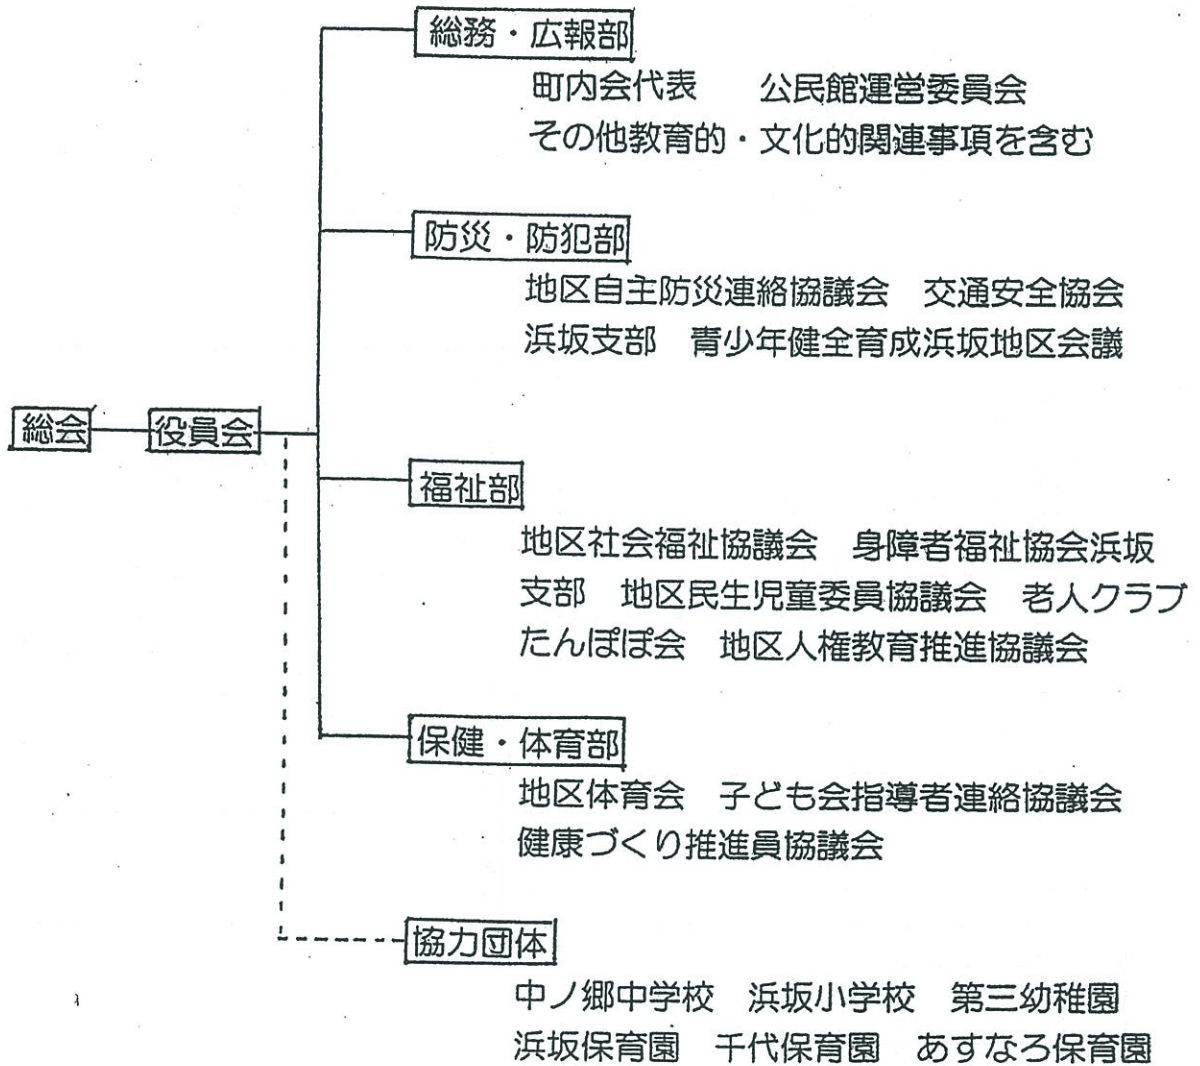 総務・広報部
町内会代表　公民館運営委員会
その他教育的・文化的関連事項を含む
防災・防犯部
地区自主防災連絡協議会　交通安全協会
浜坂支部　青少年健全育成浜坂地区会議
総会
役員会
福祉部
地区社会福祉協議会　身障者福祉協会浜坂
支部　地区民生児童委員協議会　老人クラブ
たんぽぽ会　地区人権教育推進協議会
保健・体育部
地区体育会　子ども会指導者連絡協議会
健康づくり推進員協議会
協力団体
中ノ郷中学校　浜坂小学校　第三幼稚園
浜坂保育園　千代保育園　あすなろ保育園